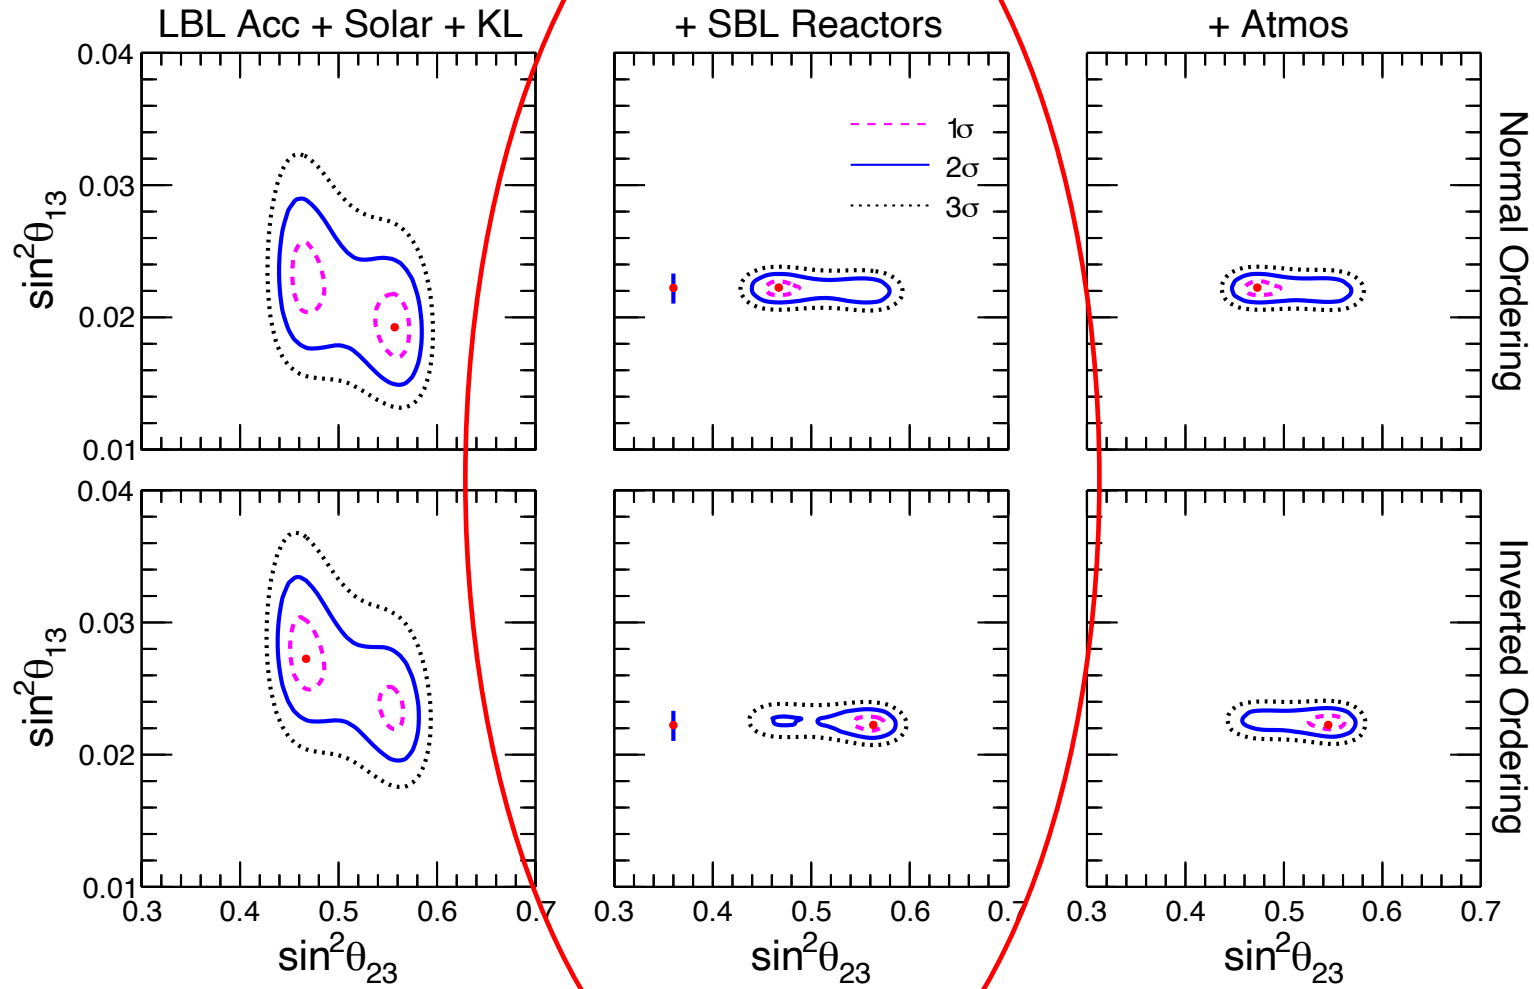 LBL Acc + Solar + KL
+ SBL Reactors
+ Atmos
0.04
0.03
0.02
0.01
sin²θ₁₃
1σ
2σ
3σ
Normal Ordering
0.04
0.03
0.02
0.01
sin²θ₁₃
Inverted Ordering
0.3 0.4 0.5 0.6 0.7
0.3 0.4 0.5 0.6 0.7
0.3 0.4 0.5 0.6 0.7
sin²θ₂₃
sin²θ₂₃
sin²θ₂₃